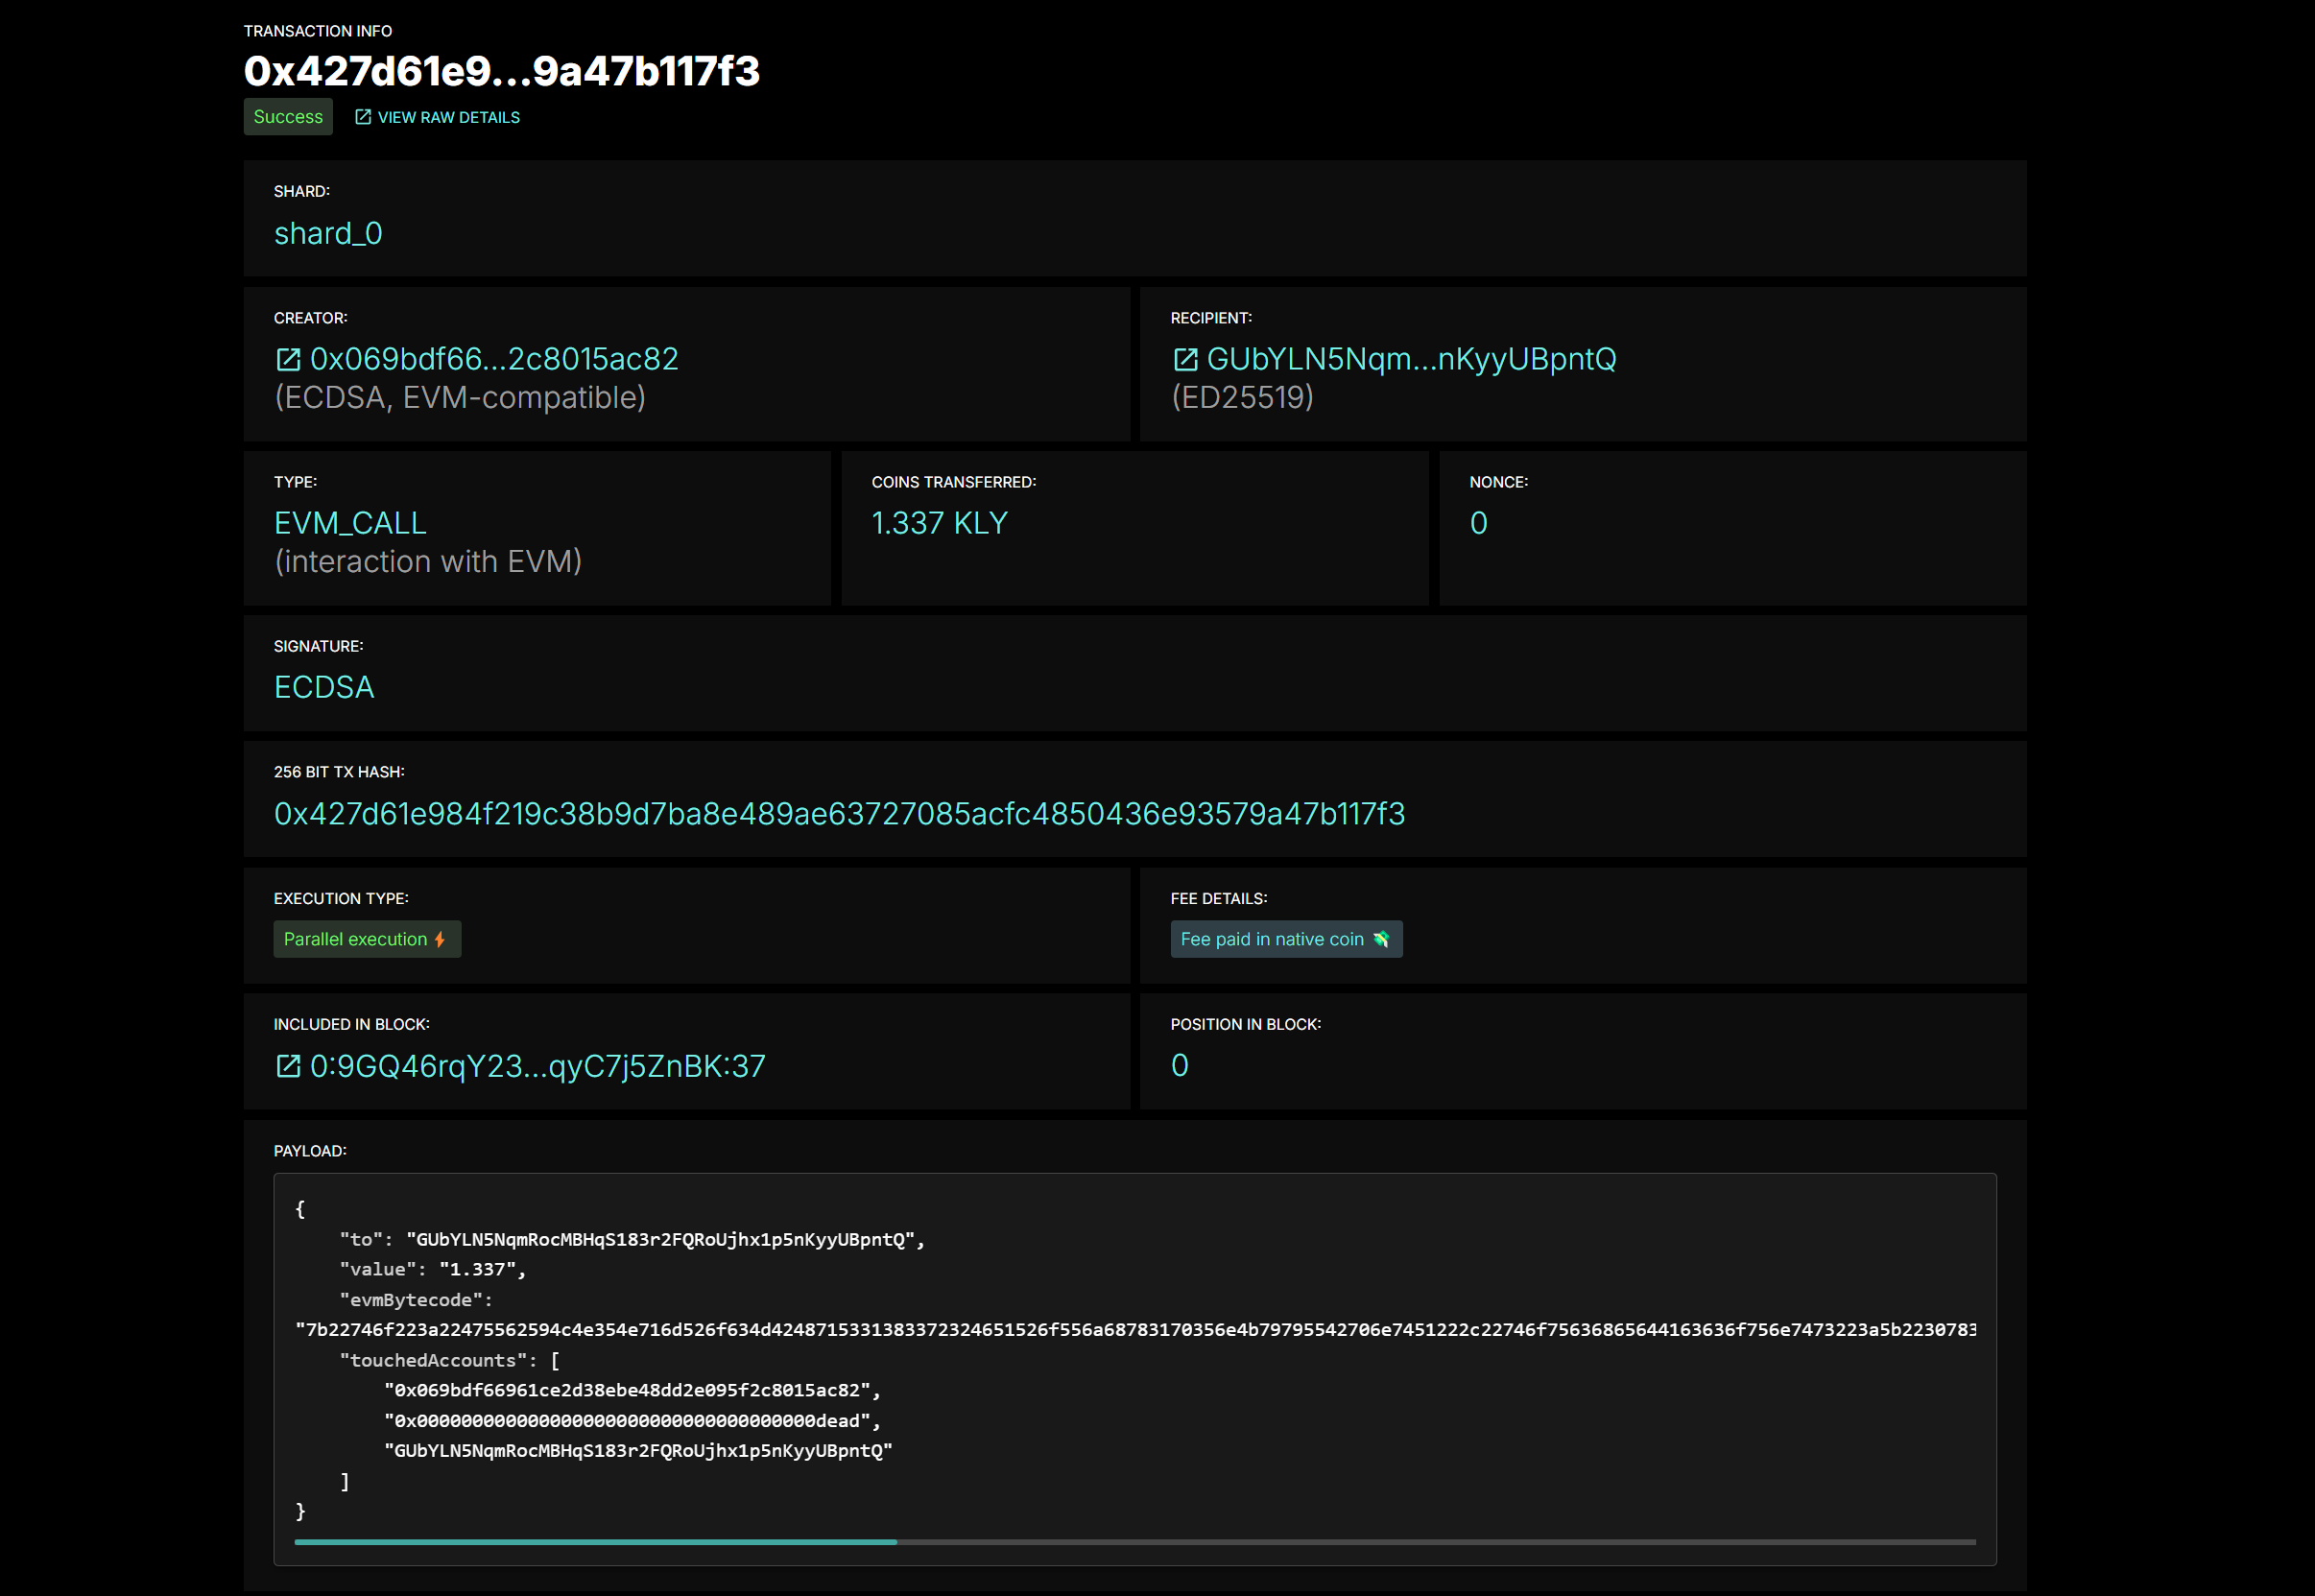 TRANSACTION INFO
0x427d61e9...9a47b117f3
Success
VIEW RAW DETAILS
SHARD:
shard_0
CREATOR:
0x069bdf66...2c8015ac82
(ECDSA, EVM-compatible)
RECIPIENT:
GUbYLN5Nqm...nKyyUBpntQ
(ED25519)
TYPE:
EVM_CALL
(interaction with EVM)
COINS TRANSFERRED:
1.337 KLY
NONCE:
0
SIGNATURE:
ECDSA
256 BIT TX HASH:
0x427d61e984f219c38b9d7ba8e489ae63727085acfc4850436e93579a47b117f3
EXECUTION TYPE:
Parallel execution⚡
FEE DETAILS:
Fee paid in native coin 💸
INCLUDED IN BLOCK:
0:9GQ46rqY23...qyC7j5ZnBK:37
POSITION IN BLOCK:
0
PAYLOAD:
{
"to": "GUbYLN5NqmRocMBHqS183r2FQRoUjhx1p5nKyyUBpntQ",
"value": "1.337",
"evmBytecode":
"7b22746f223a22475562594c4e354e716d526f634d4248715331383372324651526f556a68783170356e4b79795542706e7451222c22746f75636865644163636f756e7473223a5b22230783
"touchedAccounts": [
"0x069bdf66961ce2d38ebe48dd2e095f2c8015ac82",
"0x000000000000000000000000000000000000dead",
"GUbYLN5NqmRocMBHqS183r2FQRoUjhx1p5nKyyUBpntQ"
]
}